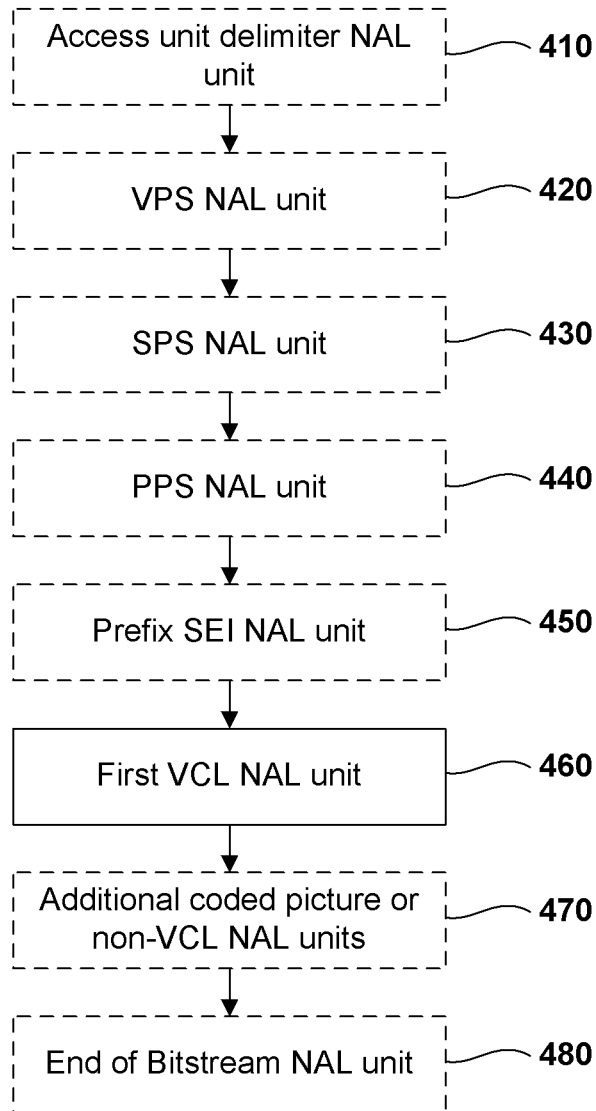 Access unit delimiter NAL
unit
410
VPS NAL unit
420
SPS NAL unit
430
PPS NAL unit
440
Prefix SEI NAL unit
450
First VCL NAL unit
460
Additional coded picture or
non-VCL NAL units
470
End of Bitstream NAL unit
480